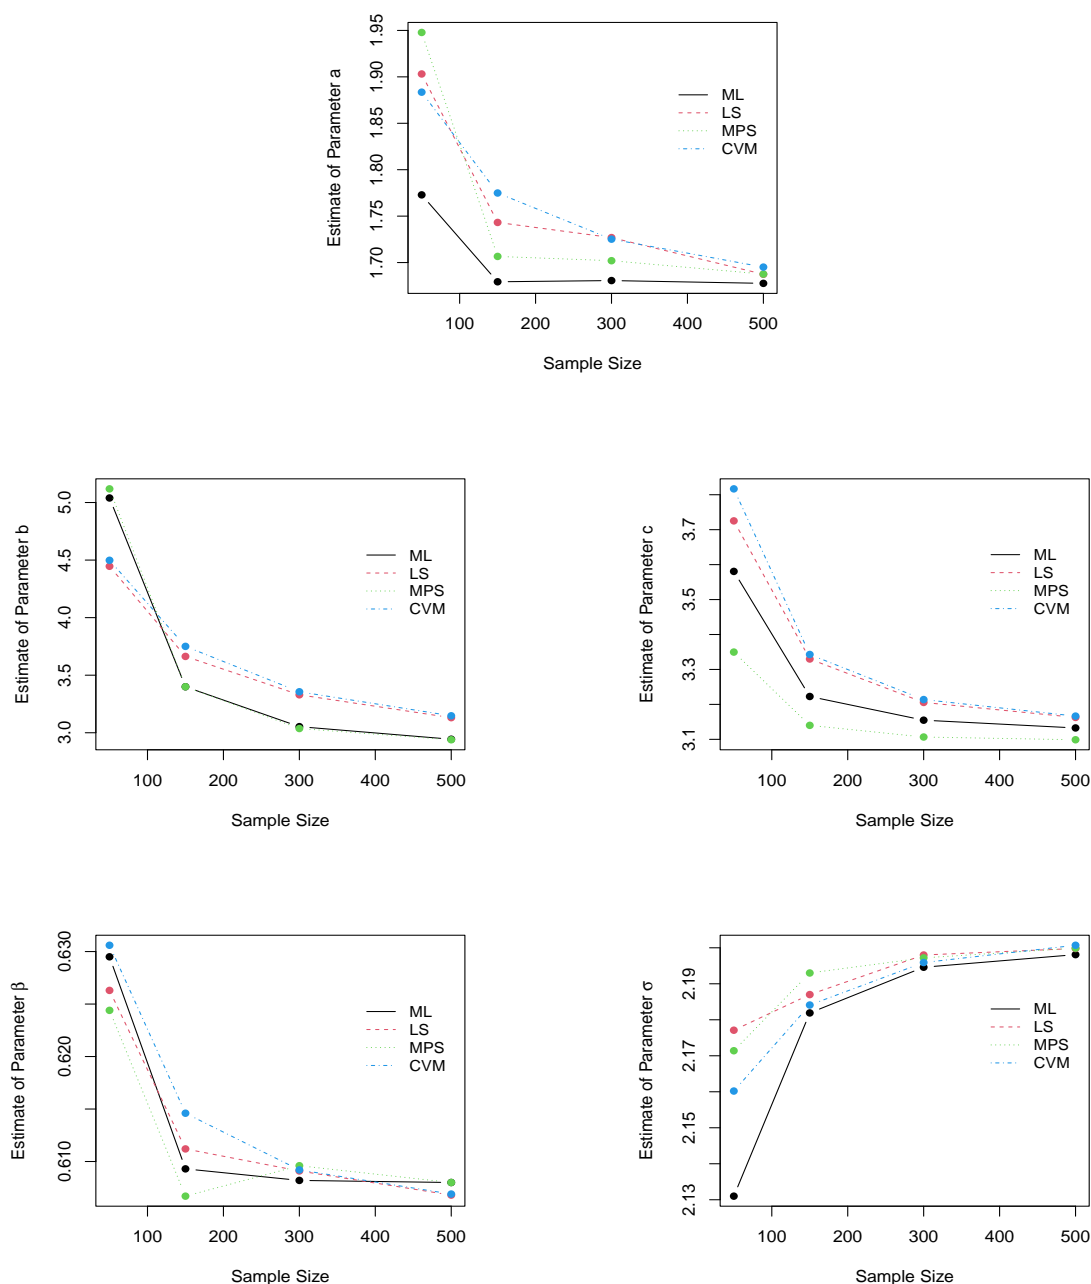 Estimate of Parameter a
1.95
1.90
1.85
1.80
1.75
1.70
ML
LS
MPS
CVM
100 200 300 400 500
Sample Size
Estimate of Parameter b
5.0
4.5
4.0
3.5
3.0
ML
LS
MPS
CVM
100 200 300 400 500
Sample Size
Estimate of Parameter c
3.7
3.5
3.3
3.1
ML
LS
MPS
CVM
100 200 300 400 500
Sample Size
Estimate of Parameter β
0.630
0.620
0.610
ML
LS
MPS
CVM
100 200 300 400 500
Sample Size
Estimate of Parameter σ
2.19
2.17
2.15
2.13
ML
LS
MPS
CVM
100 200 300 400 500
Sample Size